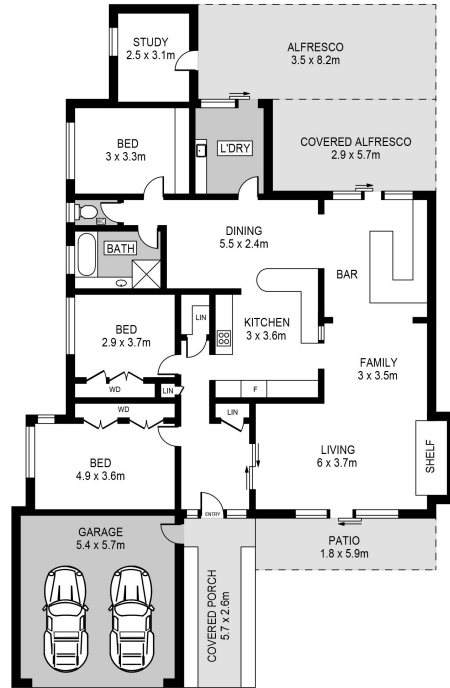 STUDY
2.5 x 3.1m
ALFRESCO
3.5 x 8.2m
BED
3 x 3.3m
L'DRY
COVERED ALFRESCO
2.9 x 5.7m
WC
BATH
DINING
5.5 x 2.4m
BAR
BED
2.9 x 3.7m
LIN
KITCHEN
3 x 3.6m
FAMILY
3 x 3.5m
WD
LIN
F
WD
LIN
BED
4.9 x 3.6m
LIVING
6 x 3.7m
SHELF
ENTRY
GARAGE
5.4 x 5.7m
PATIO
1.8 x 5.9m
COVERED PORCH
5.7 x 2.6m